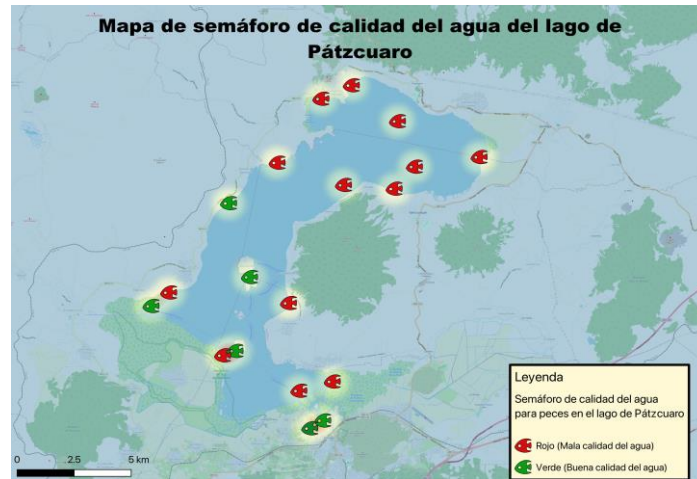 Mapa de semáforo de calidad del agua del lago de
Pátzcuaro
Leyenda
Semáforo de calidad del agua
para peces en el lago de Pátzcuaro
Rojo (Mala calidad del agua)
Verde (Buena calidad del agua)
0 2.5 5 km